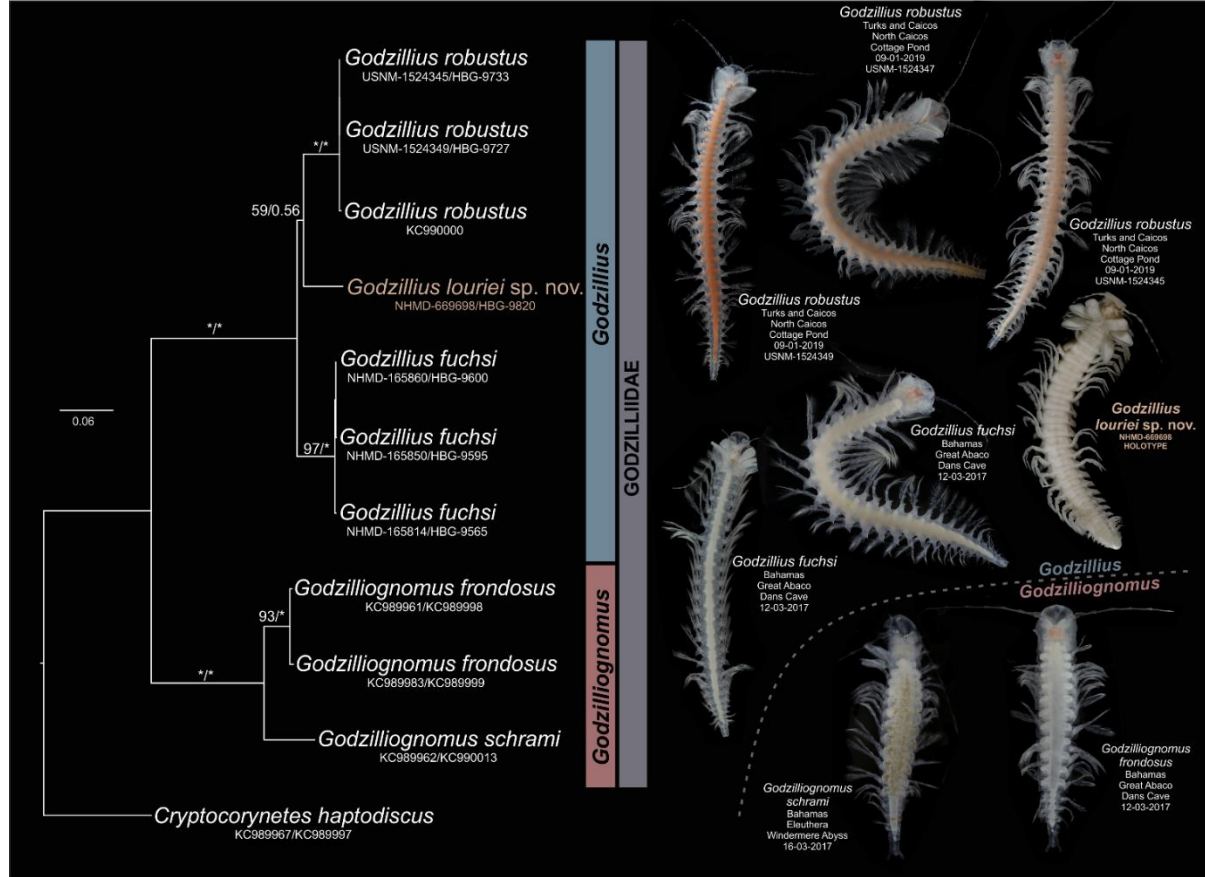 Godzillius robustus
USNM-1524345/HBG-9733
*/*
Godzillius robustus
USNM-1524349/HBG-9727
59/0.56
Godzillius robustus
KC990000
Godzillius louriei sp. nov.
NHMD-669698/HBG-9820
*/*
Godzillius fuchsi
NHMD-165860/HBG-9600
0.06
97/*
Godzillius fuchsi
NHMD-165850/HBG-9595
Godzillius fuchsi
NHMD-165814/HBG-9565
Godzilliognomus frondosus
KC989961/KC989998
93/*
Godzilliognomus frondosus
KC989983/KC989999
*/*
Godzilliognomus schrami
KC989962/KC990013
Cryptocorynetes haptodiscus
KC989967/KC989997
Godzillius
Godzilliognomus
GODZILLIIDAE
Godzillius robustus
Turks and Caicos
North Caicos
Cottage Pond
09-01-2019
USNM-1524347
Godzillius robustus
Turks and Caicos
North Caicos
Cottage Pond
09-01-2019
USNM-1524345
Godzillius robustus
Turks and Caicos
North Caicos
Cottage Pond
09-01-2019
USNM-1524349
Godzillius
louriei sp. nov.
NHMD-669698
HOLOTYPE
Godzillius fuchsi
Bahamas
Great Abaco
Dans Cave
12-03-2017
Godzillius fuchsi
Bahamas
Great Abaco
Dans Cave
12-03-2017
Godzillius
Godzilliognomus
Godzilliognomus
schrami
Bahamas
Eleuthera
Windermere Abyss
16-03-2017
Godzilliognomus
frondosus
Bahamas
Great Abaco
Dans Cave
12-03-2017